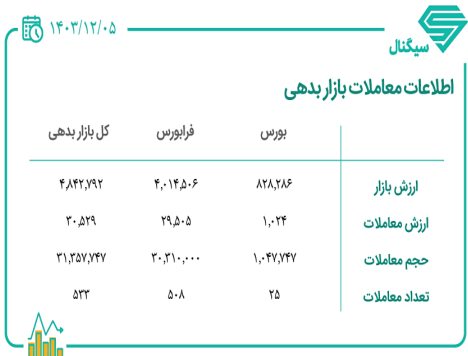 ۱۴۰۳/۱۲/۰۵
سیگنال
اطلاعات معاملات بازار بدهی
بورس فرابورس کل بازار بدهی
ارزش بازار ۸۲۸,۲۸۶ ۴,۰۱۴,۵۰۶ ۴,۸۴۲,۷۹۲
ارزش معاملات ۱,۰۲۴ ۲۹,۵۰۵ ۳۰,۵۲۹
حجم معاملات ۱,۰۴۷,۷۴۷ ۳۰,۳۱۰,۰۰۰ ۳۱,۳۵۷,۷۴۷
تعداد معاملات ۲۵ ۵۰۸ ۵۳۳